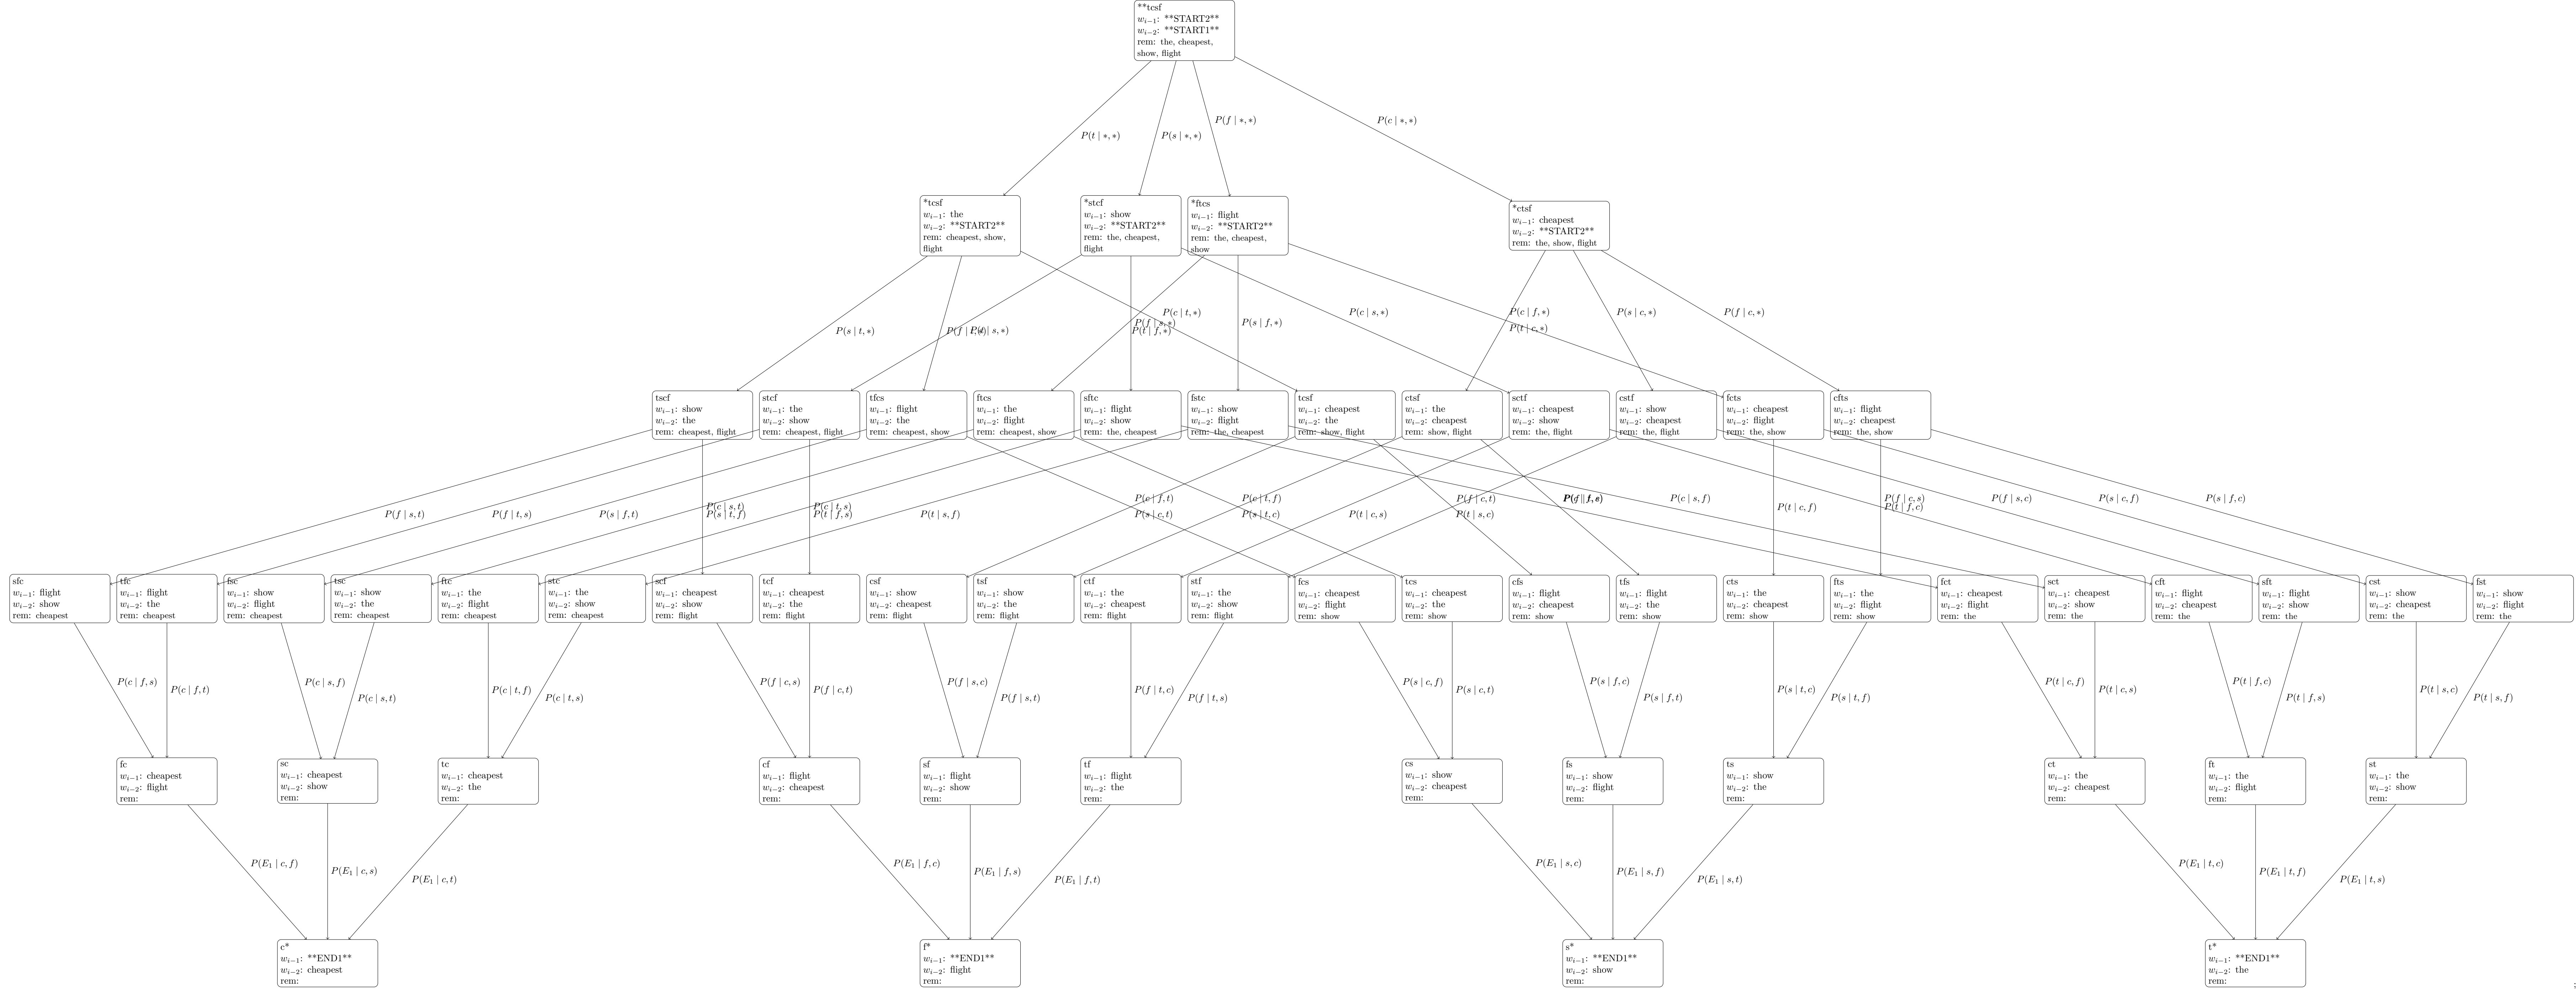 **tcsf
w_{i−1}: **START2**
w_{i−2}: **START1**
rem: the, cheapest,
show, flight
P(t | ∗, ∗)
P(s | ∗, ∗)
P(f | ∗, ∗)
P(c | ∗, ∗)
*tcsf
w_{i−1}: the
w_{i−2}: **START2**
rem: cheapest, show,
flight
*stcf
w_{i−1}: show
w_{i−2}: **START2**
rem: the, cheapest,
flight
*ftcs
w_{i−1}: flight
w_{i−2}: **START2**
rem: the, cheapest,
show
*ctsf
w_{i−1}: cheapest
w_{i−2}: **START2**
rem: the, show, flight
P(s | t, ∗)
P(t | s, ∗)
P(c | t, ∗)
P(f | s, ∗)
P(t | f, ∗)
P(s | f, ∗)
P(c | s, ∗)
P(c | f, ∗)
P(t | c, ∗)
P(s | c, ∗)
P(f | c, ∗)
tscf
w_{i−1}: show
w_{i−2}: the
rem: cheapest, flight
stcf
w_{i−1}: the
w_{i−2}: show
rem: cheapest, flight
tfcs
w_{i−1}: flight
w_{i−2}: the
rem: cheapest, show
ftcs
w_{i−1}: the
w_{i−2}: flight
rem: cheapest, show
sftc
w_{i−1}: flight
w_{i−2}: show
rem: the, cheapest
fstc
w_{i−1}: show
w_{i−2}: flight
rem: the, cheapest
tcsf
w_{i−1}: cheapest
w_{i−2}: the
rem: show, flight
ctsf
w_{i−1}: the
w_{i−2}: cheapest
rem: show, flight
sctf
w_{i−1}: cheapest
w_{i−2}: show
rem: the, flight
cstf
w_{i−1}: show
w_{i−2}: cheapest
rem: the, flight
fcts
w_{i−1}: cheapest
w_{i−2}: flight
rem: the, show
cfts
w_{i−1}: flight
w_{i−2}: cheapest
rem: the, show
P(f | s, t)
P(f | t, s)
P(s | f, t)
P(c | s, t)
P(s | t, f)
P(c | t, s)
P(t | f, s)
P(t | s, f)
P(c | f, t)
P(s | c, t)
P(c | t, f)
P(s | t, c)
P(t | c, s)
P(f | c, t)
P(t | s, c)
P(c | s, f)
P(t | c, f)
P(f | c, s)
P(t | f, c)
P(f | s, c)
P(s | c, f)
P(s | f, c)
sfc
w_{i−1}: flight
w_{i−2}: show
rem: cheapest
tfc
w_{i−1}: flight
w_{i−2}: the
rem: cheapest
fsc
w_{i−1}: show
w_{i−2}: flight
rem: cheapest
tsc
w_{i−1}: show
w_{i−2}: the
rem: cheapest
ftc
w_{i−1}: the
w_{i−2}: flight
rem: cheapest
stc
w_{i−1}: the
w_{i−2}: show
rem: cheapest
scf
w_{i−1}: cheapest
w_{i−2}: show
rem: flight
tcf
w_{i−1}: cheapest
w_{i−2}: the
rem: flight
csf
w_{i−1}: show
w_{i−2}: cheapest
rem: flight
tsf
w_{i−1}: show
w_{i−2}: the
rem: flight
ctf
w_{i−1}: the
w_{i−2}: cheapest
rem: flight
stf
w_{i−1}: the
w_{i−2}: show
rem: flight
fcs
w_{i−1}: cheapest
w_{i−2}: flight
rem: show
tcs
w_{i−1}: cheapest
w_{i−2}: the
rem: show
cfs
w_{i−1}: flight
w_{i−2}: cheapest
rem: show
tfs
w_{i−1}: flight
w_{i−2}: the
rem: show
cts
w_{i−1}: the
w_{i−2}: cheapest
rem: show
fts
w_{i−1}: the
w_{i−2}: flight
rem: show
fct
w_{i−1}: cheapest
w_{i−2}: flight
rem: the
sct
w_{i−1}: cheapest
w_{i−2}: show
rem: the
cft
w_{i−1}: flight
w_{i−2}: cheapest
rem: the
sft
w_{i−1}: flight
w_{i−2}: show
rem: the
cst
w_{i−1}: show
w_{i−2}: cheapest
rem: the
fst
w_{i−1}: show
w_{i−2}: flight
rem: the
P(c | f, s)
P(c | f, t)
P(c | s, f)
P(c | s, t)
P(c | t, f)
P(c | t, s)
P(f | c, s)
P(f | c, t)
P(f | s, c)
P(f | s, t)
P(f | t, c)
P(f | t, s)
P(s | c, f)
P(s | c, t)
P(s | f, c)
P(s | f, t)
P(s | t, c)
P(s | t, f)
P(t | c, f)
P(t | c, s)
P(t | f, c)
P(t | f, s)
P(t | s, c)
P(t | s, f)
fc
w_{i−1}: cheapest
w_{i−2}: flight
rem:
sc
w_{i−1}: cheapest
w_{i−2}: show
rem:
tc
w_{i−1}: cheapest
w_{i−2}: the
rem:
cf
w_{i−1}: flight
w_{i−2}: cheapest
rem:
sf
w_{i−1}: flight
w_{i−2}: show
rem:
tf
w_{i−1}: flight
w_{i−2}: the
rem:
cs
w_{i−1}: show
w_{i−2}: cheapest
rem:
fs
w_{i−1}: show
w_{i−2}: flight
rem:
ts
w_{i−1}: show
w_{i−2}: the
rem:
ct
w_{i−1}: the
w_{i−2}: cheapest
rem:
ft
w_{i−1}: the
w_{i−2}: flight
rem:
st
w_{i−1}: the
w_{i−2}: show
rem:
P(E_1 | c, f)
P(E_1 | c, s)
P(E_1 | c, t)
P(E_1 | f, c)
P(E_1 | f, s)
P(E_1 | f, t)
P(E_1 | s, c)
P(E_1 | s, f)
P(E_1 | s, t)
P(E_1 | t, c)
P(E_1 | t, f)
P(E_1 | t, s)
c*
w_{i−1}: **END1**
w_{i−2}: cheapest
rem:
f*
w_{i−1}: **END1**
w_{i−2}: flight
rem:
s*
w_{i−1}: **END1**
w_{i−2}: show
rem:
t*
w_{i−1}: **END1**
w_{i−2}: the
rem: